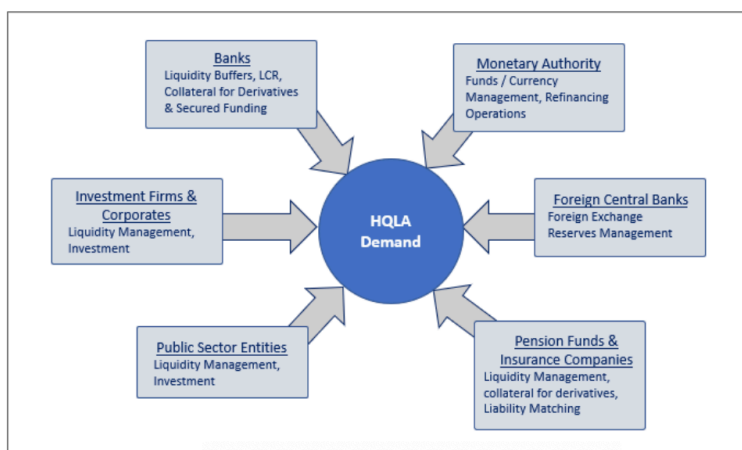 Banks
Liquidity Buffers, LCR,
Collateral for Derivatives
& Secured Funding
Monetary Authority
Funds / Currency
Management, Refinancing
Operations
Investment Firms &
Corporates
Liquidity Management,
Investment
HQLA
Demand
Foreign Central Banks
Foreign Exchange
Reserves Management
Public Sector Entities
Liquidity Management,
Investment
Pension Funds &
Insurance Companies
Liquidity Management,
collateral for derivatives,
Liability Matching